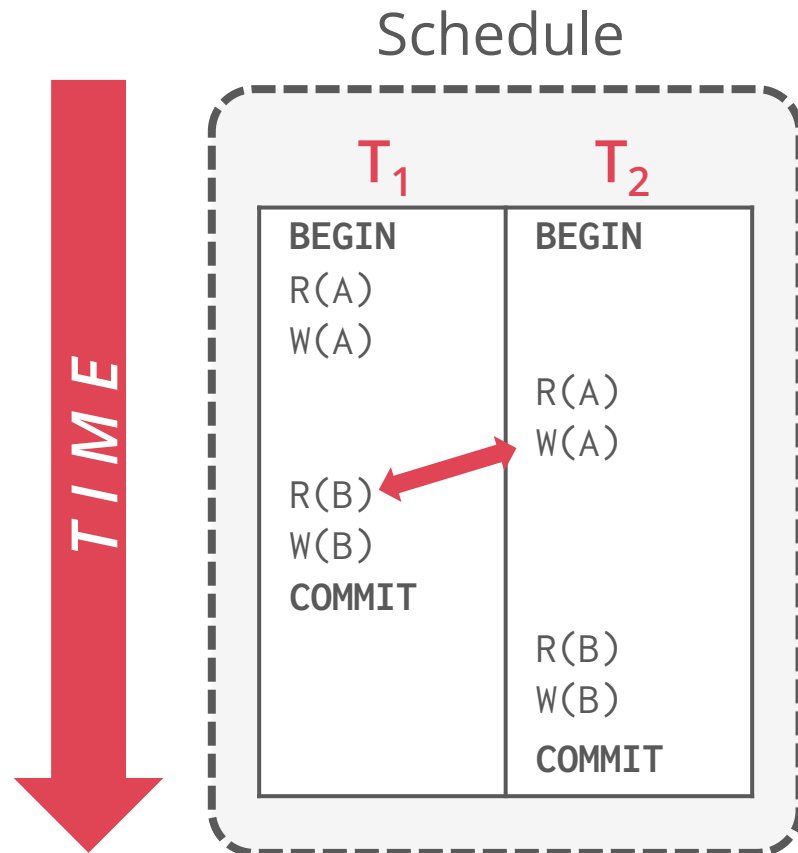 Schedule
TIME
T1 T2
BEGIN BEGIN
R(A)
W(A)
R(A)
W(A)
R(B)
W(B)
COMMIT
R(B)
W(B)
COMMIT